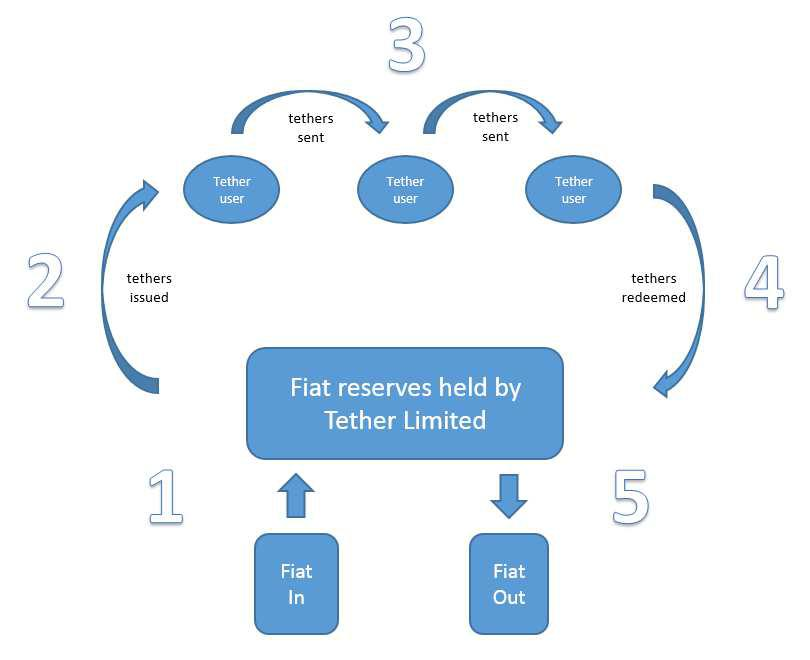 3
tethers
sent
tethers
sent
Tether
user
Tether
user
Tether
user
2
tethers
issued
tethers
redeemed
4
Fiat reserves held by
Tether Limited
1
5
Fiat
In
Fiat
Out